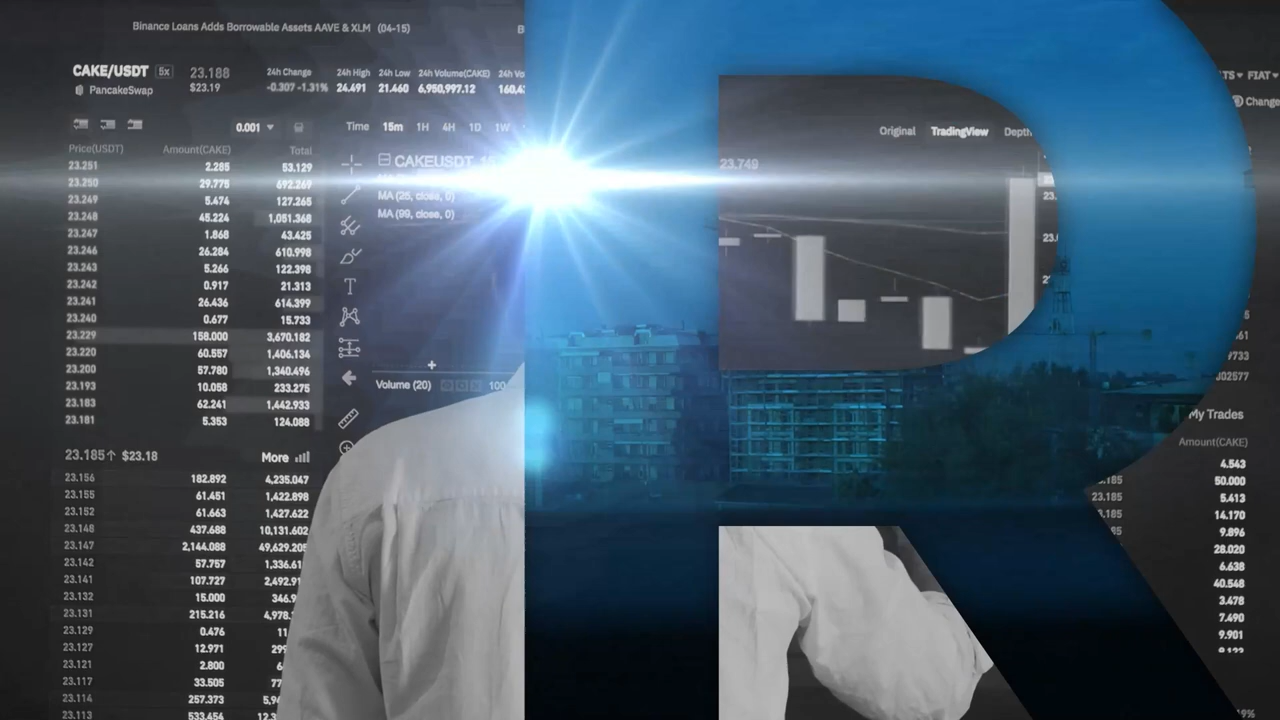 Binance Loans Adds Borrowable Assets AAVE & XLM (04-15)
CAKE/USDT 5x 23.188 24h Change 24h High 24h Low 24h Volume(CAKE)
PancakeSwap $23.19 -0.307 -1.31% 24.491 21.460 6,950,997.12
FIAT
Change
0.001 Time 15m 1H 4H 1D 1W
Original TradingView Depth
Price(USDT) Amount(CAKE) Total
CAKEUSDT
23.749
MA (25, close, 0)
MA (99, close, 0)
23.251 2.285 53.129
23.250 29.775 692.269
23.249 5.474 127.265
23.248 45.224 1,051.368
23.247 1.868 43.425
23.246 26.284 610.998
23.243 5.266 122.398
23.242 0.917 21.313
23.241 26.436 614.399
23.240 0.677 15.733
23.229 158.000 3,670.182
23.220 60.557 1,406.134
23.200 57.780 1,340.496
23.193 10.058 233.275
23.183 62.241 1,442.933
23.181 5.353 124.088
Volume (20) 100
R
My Trades
Amount(CAKE)
23.185↑ $23.18 More
23.156 182.892 4,235.047
23.155 61.451 1,422.898
23.152 61.663 1,427.622
23.148 437.688 10,131.602
23.147 2,144.088 49,629.205
23.142 57.757
23.141 107.727
23.132 15.000
23.131 215.216
23.129 0.476
23.127 12.971
23.121 2.800
23.117 33.505
23.114 257.373
23.113 533.454
4.543
50.000
23.185 5.413
14.170
9.896
28.020
6.638
40.548
3.478
7.490
9.901